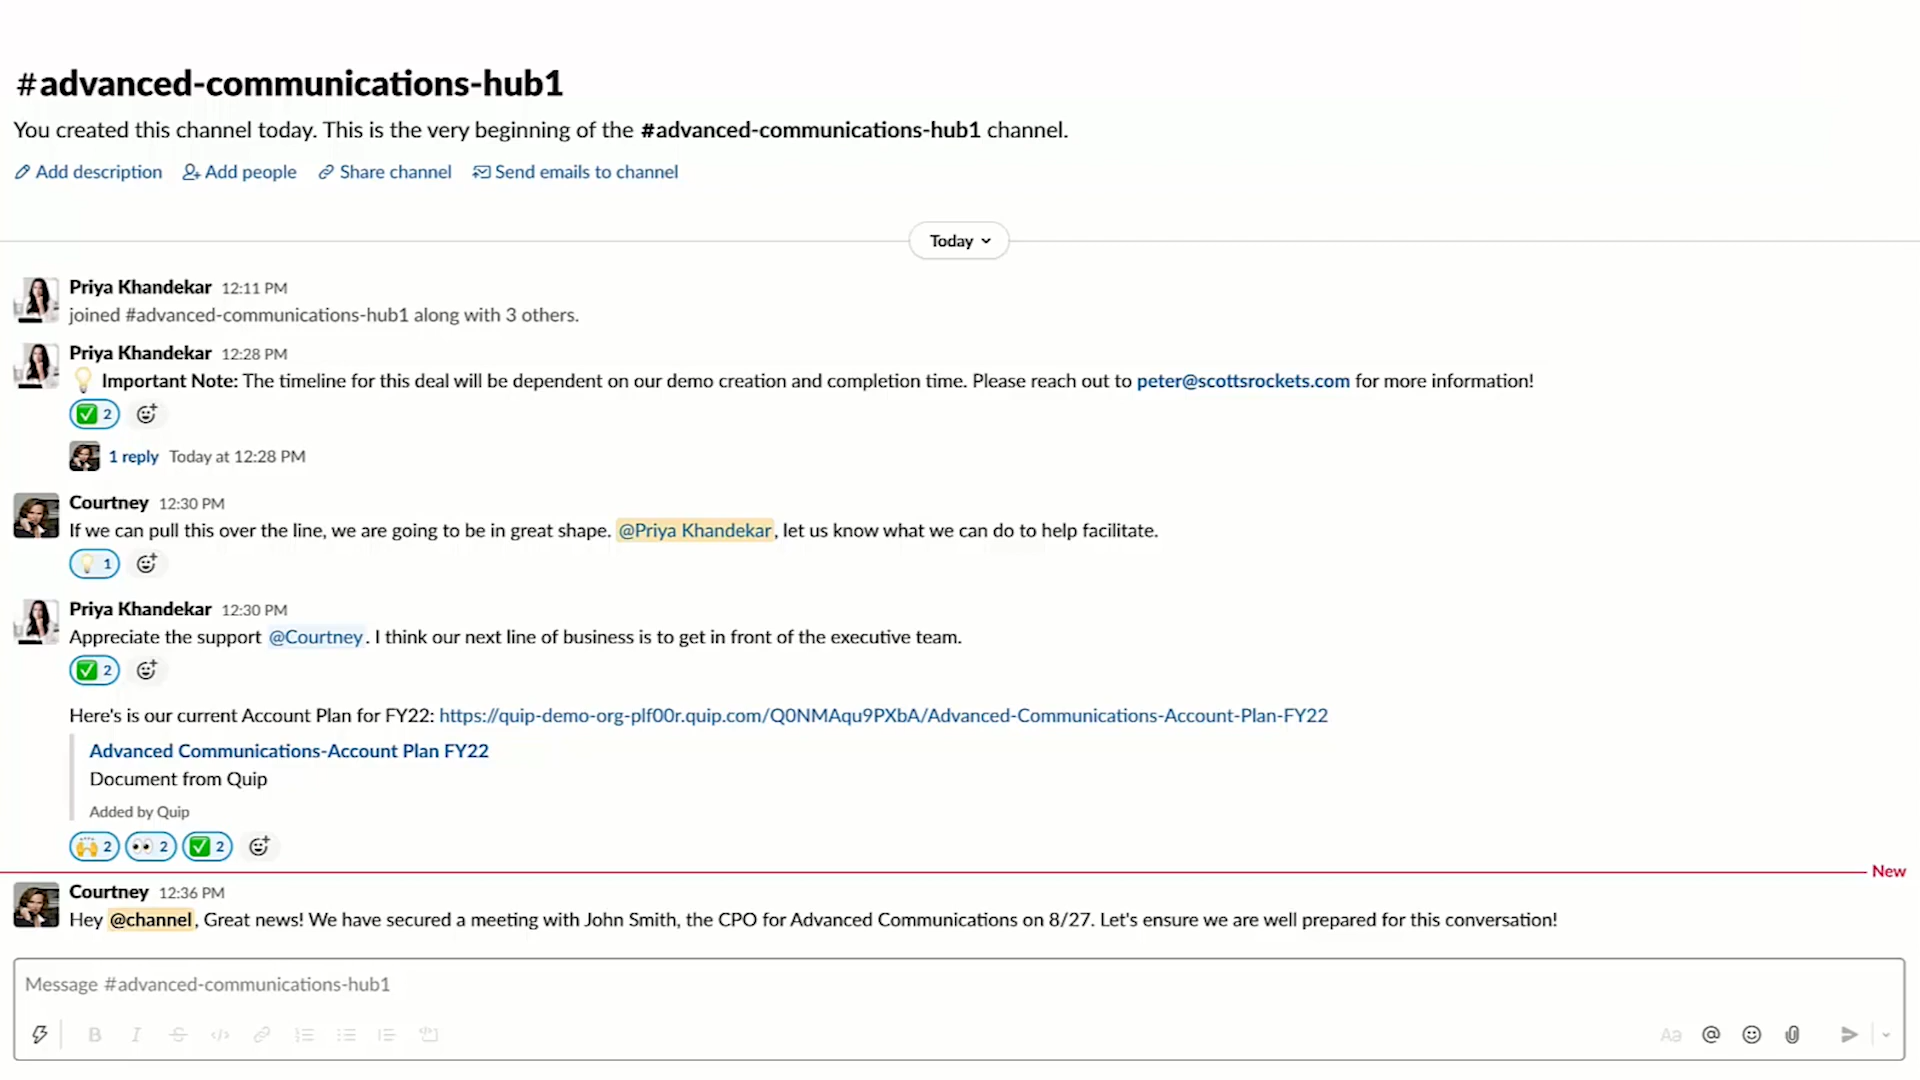 #advanced-communications-hub1
You created this channel today. This is the very beginning of the #advanced-communications-hub1 channel.
Add description Add people Share channel Send emails to channel
Today
Priya Khandekar 12:11 PM
joined #advanced-communications-hub1 along with 3 others.
Priya Khandekar 12:28 PM
💡 Important Note: The timeline for this deal will be dependent on our demo creation and completion time. Please reach out to peter@scottsrockets.com for more information!
✅ 2
1 reply Today at 12:28 PM
Courtney 12:30 PM
If we can pull this over the line, we are going to be in great shape. @Priya Khandekar, let us know what we can do to help facilitate.
💡 1
Priya Khandekar 12:30 PM
Appreciate the support @Courtney. I think our next line of business is to get in front of the executive team.
✅ 2
Here's is our current Account Plan for FY22: https://quip-demo-org-plf00r.quip.com/Q0NMAqu9PXbA/Advanced-Communications-Account-Plan-FY22
Advanced Communications-Account Plan FY22
Document from Quip
Added by Quip
🙌 2 👀 2 ✅ 2
New
Courtney 12:36 PM
Hey @channel, Great news! We have secured a meeting with John Smith, the CPO for Advanced Communications on 8/27. Let's ensure we are well prepared for this conversation!
Message #advanced-communications-hub1
B I S </> Aa @